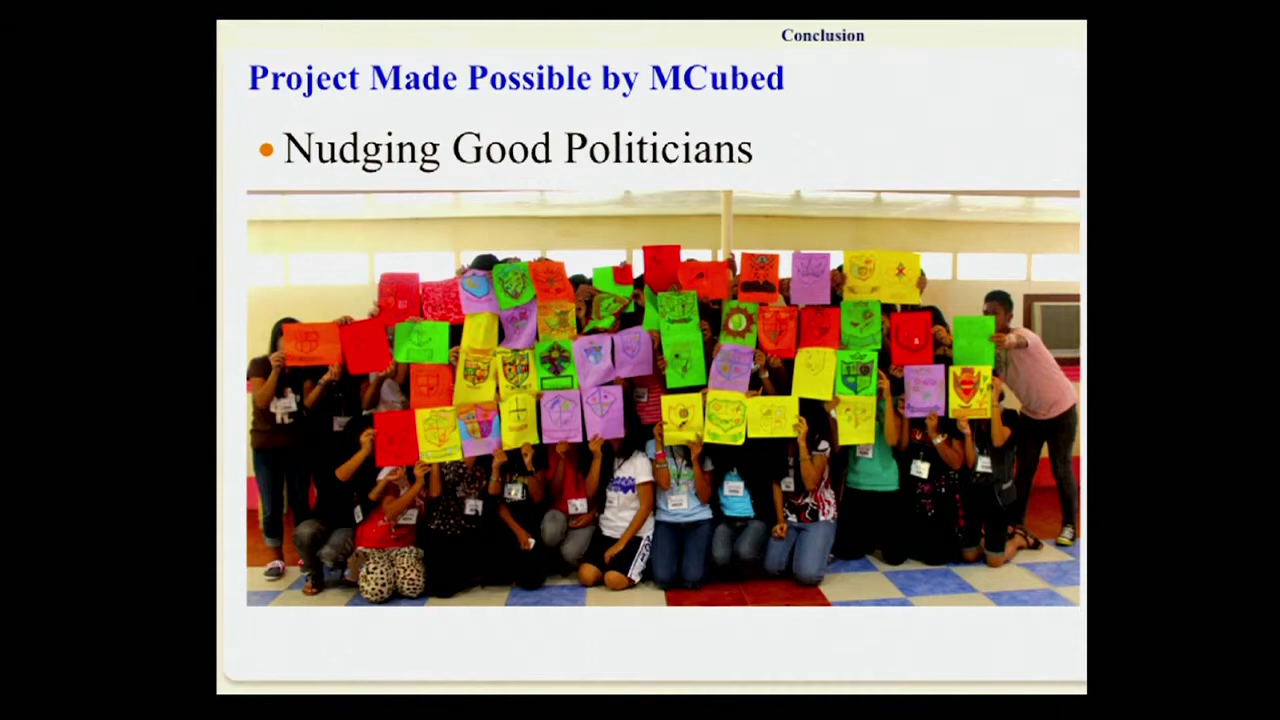 Conclusion
Project Made Possible by MCubed
• Nudging Good Politicians